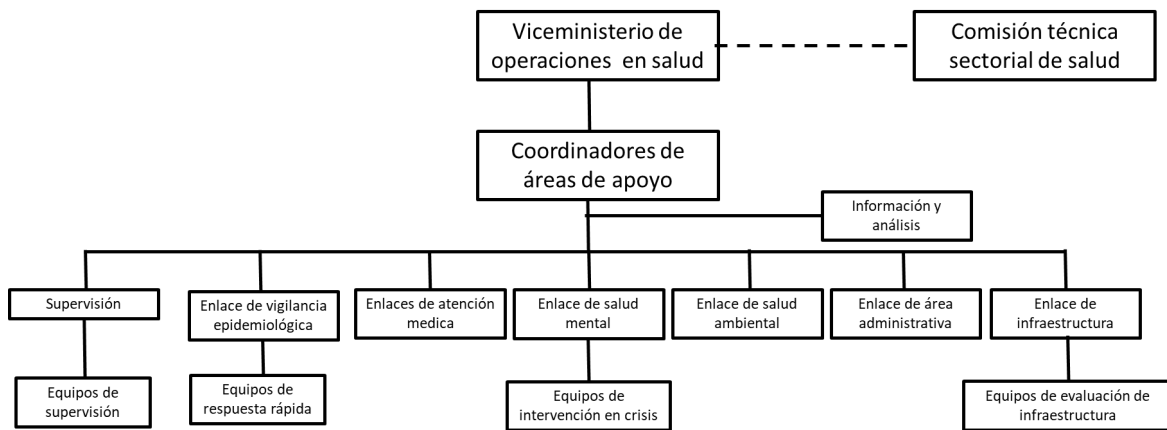 Viceministerio de
operaciones en salud
Comisión técnica
sectorial de salud
Coordinadores de
áreas de apoyo
Información y
análisis
Supervisión
Enlace de vigilancia
epidemiológica
Enlaces de atención
medica
Enlace de salud
mental
Enlace de salud
ambiental
Enlace de área
administrativa
Enlace de
infraestructura
Equipos de
supervisión
Equipos de
respuesta rápida
Equipos de
intervención en crisis
Equipos de evaluación de
infraestructura